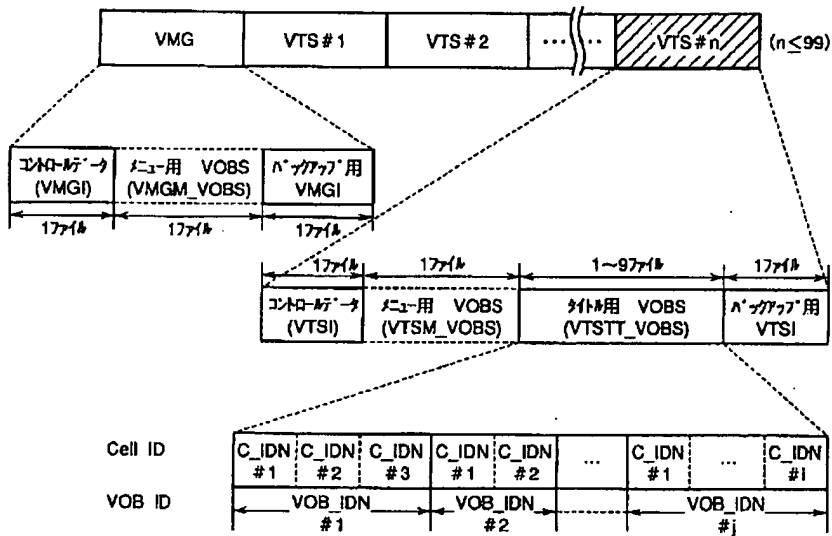 VMG VTS#1 VTS#2 ... .. VTS#n (n≦99)
コントロールデータ メニュー用 VOBS バックアップ用
(VMGI) (VMGM_VOBS) VMGI
1ファイル 1ファイル 1ファイル
1ファイル 1ファイル 1~9ファイル 1ファイル
コントロールデータ メニュー用 VOBS タイトル用 VOBS バックアップ用
(VTSI) (VTSM_VOBS) (VTSTT_VOBS) VTSI
Cell ID C_IDN C_IDN C_IDN C_IDN C_IDN ... C_IDN ... C_IDN
#1 #2 #3 #1 #2 #1 #i
VOB ID VOB_IDN VOB_IDN VOB_IDN
#1 #2 #j